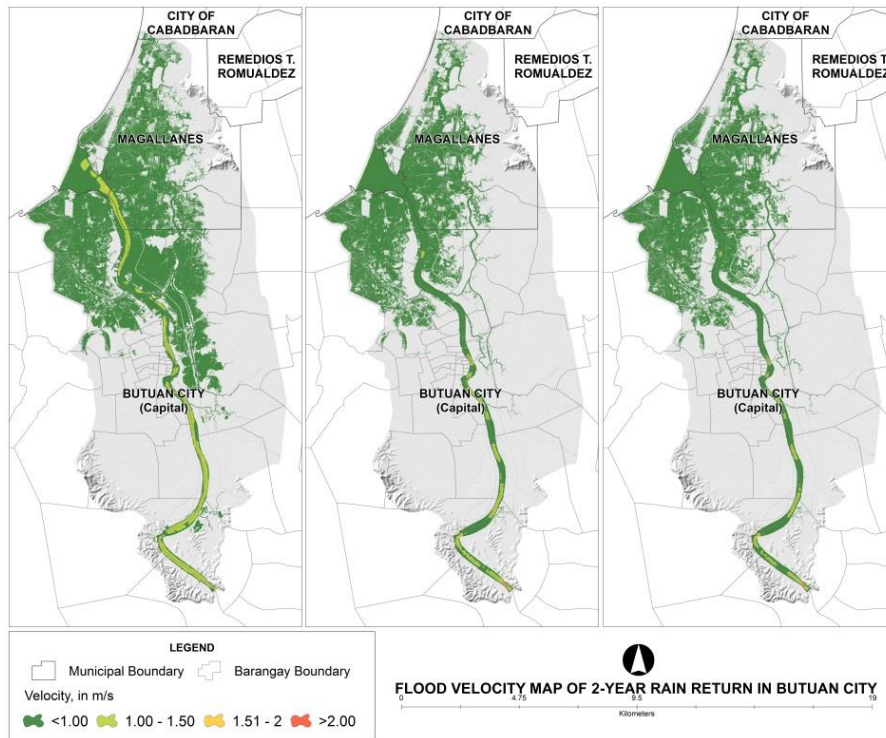 CITY OF
CABADBARAN
REMEDIOS T.
ROMUALDEZ
MAGALLANES
BUTUAN CITY
(Capital)
CITY OF
CABADBARAN
REMEDIOS T.
ROMUALDEZ
MAGALLANES
BUTUAN CITY
(Capital)
CITY OF
CABADBARAN
REMEDIOS T.
ROMUALDEZ
MAGALLANES
BUTUAN CITY
(Capital)
LEGEND
Municipal Boundary Barangay Boundary
Velocity, in m/s
<1.00 1.00 - 1.50 1.51 - 2 >2.00
FLOOD VELOCITY MAP OF 2-YEAR RAIN RETURN IN BUTUAN CITY
0 4.75 9.5 19
Kilometers